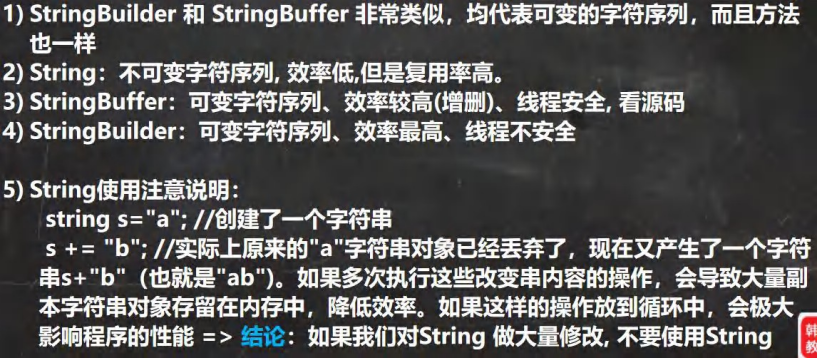 1) StringBuilder 和 StringBuffer 非常类似，均代表可变的字符序列，而且方法
也一样
2) String：不可变字符序列, 效率低,但是复用率高。
3) StringBuffer：可变字符序列、效率较高(增删)、线程安全, 看源码
4) StringBuilder：可变字符序列、效率最高、线程不安全
5) String使用注意说明：
string s="a"; //创建了一个字符串
s += "b"; //实际上原来的"a"字符串对象已经丢弃了，现在又产生了一个字符
串s+"b"（也就是"ab")。如果多次执行这些改变串内容的操作，会导致大量副
本字符串对象存留在内存中，降低效率。如果这样的操作放到循环中，会极大
影响程序的性能 => 结论：如果我们对String 做大量修改, 不要使用String
韩
教